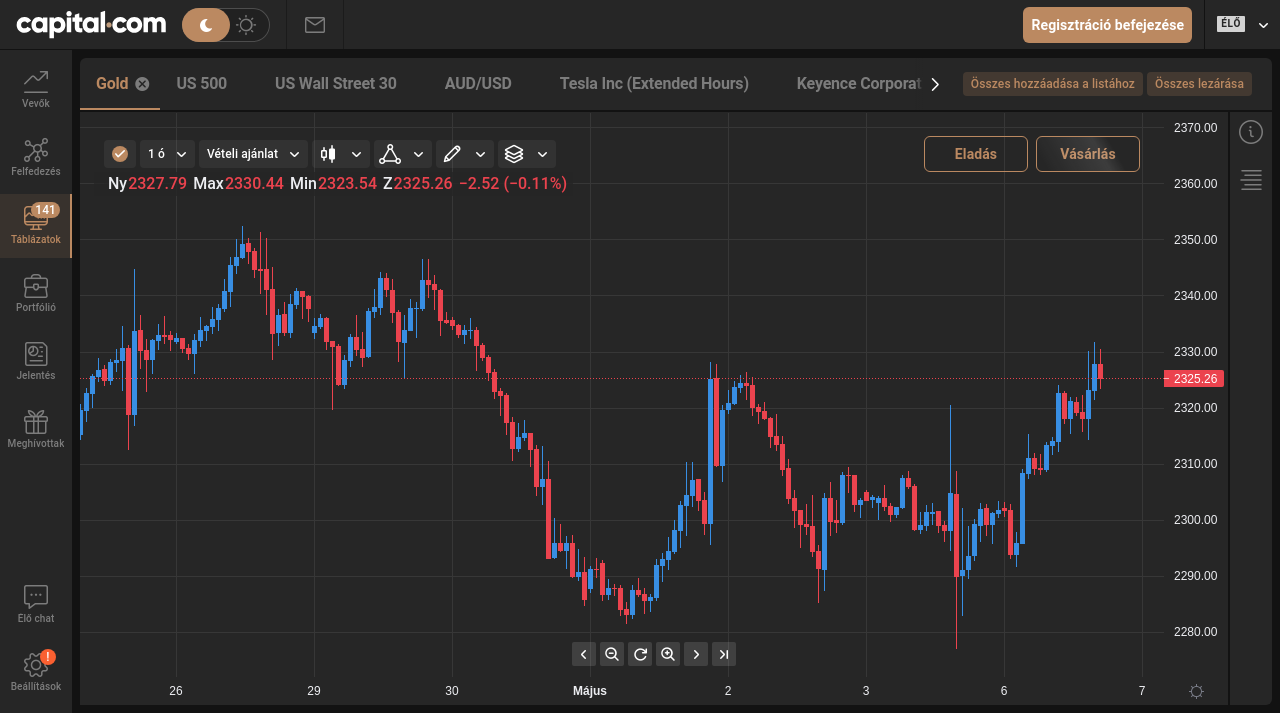 capital.com
Regisztráció befejezése
ÉLŐ
Vevők
Felfedezés
141
Táblázatok
Portfólió
Jelentés
Meghívottak
Élő chat
!
Beállítások
Gold US 500 US Wall Street 30 AUD/USD Tesla Inc (Extended Hours) Keyence Corporat
Összes hozzáadása a listához Összes lezárása
1 ó Vételi ajánlat
Eladás Vásárlás
Ny2327.79 Max2330.44 Min2323.54 Z2325.26 −2.52 (−0.11%)
2370.00
2360.00
2350.00
2340.00
2330.00
2325.26
2320.00
2310.00
2300.00
2290.00
2280.00
26 29 30 Május 2 3 6 7